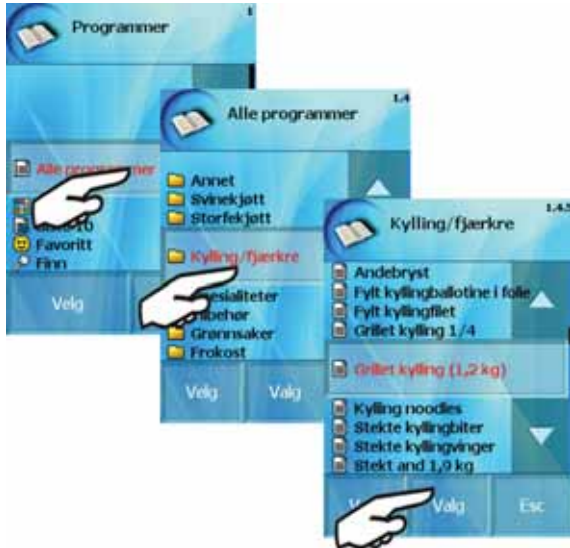 Programmer
1
Alle programmer
Favoritt
Finn
Velg
Alle programmer
1.4
Annet
Svinekjøtt
Storfekjøtt
Kylling/fjærkre
Grønnsaker
Frokost
Velg
Valg
Kylling/fjærkre
1.4.5
Andebryst
Fylt kyllingballotine i folie
Fylt kyllingfilet
Grillet kylling 1/4
Grillet kylling (1,2 kg)
Kylling noodles
Stekte kyllingbiter
Stekte kyllingvinger
Stekt and 1,9 kg
Valg
Esc